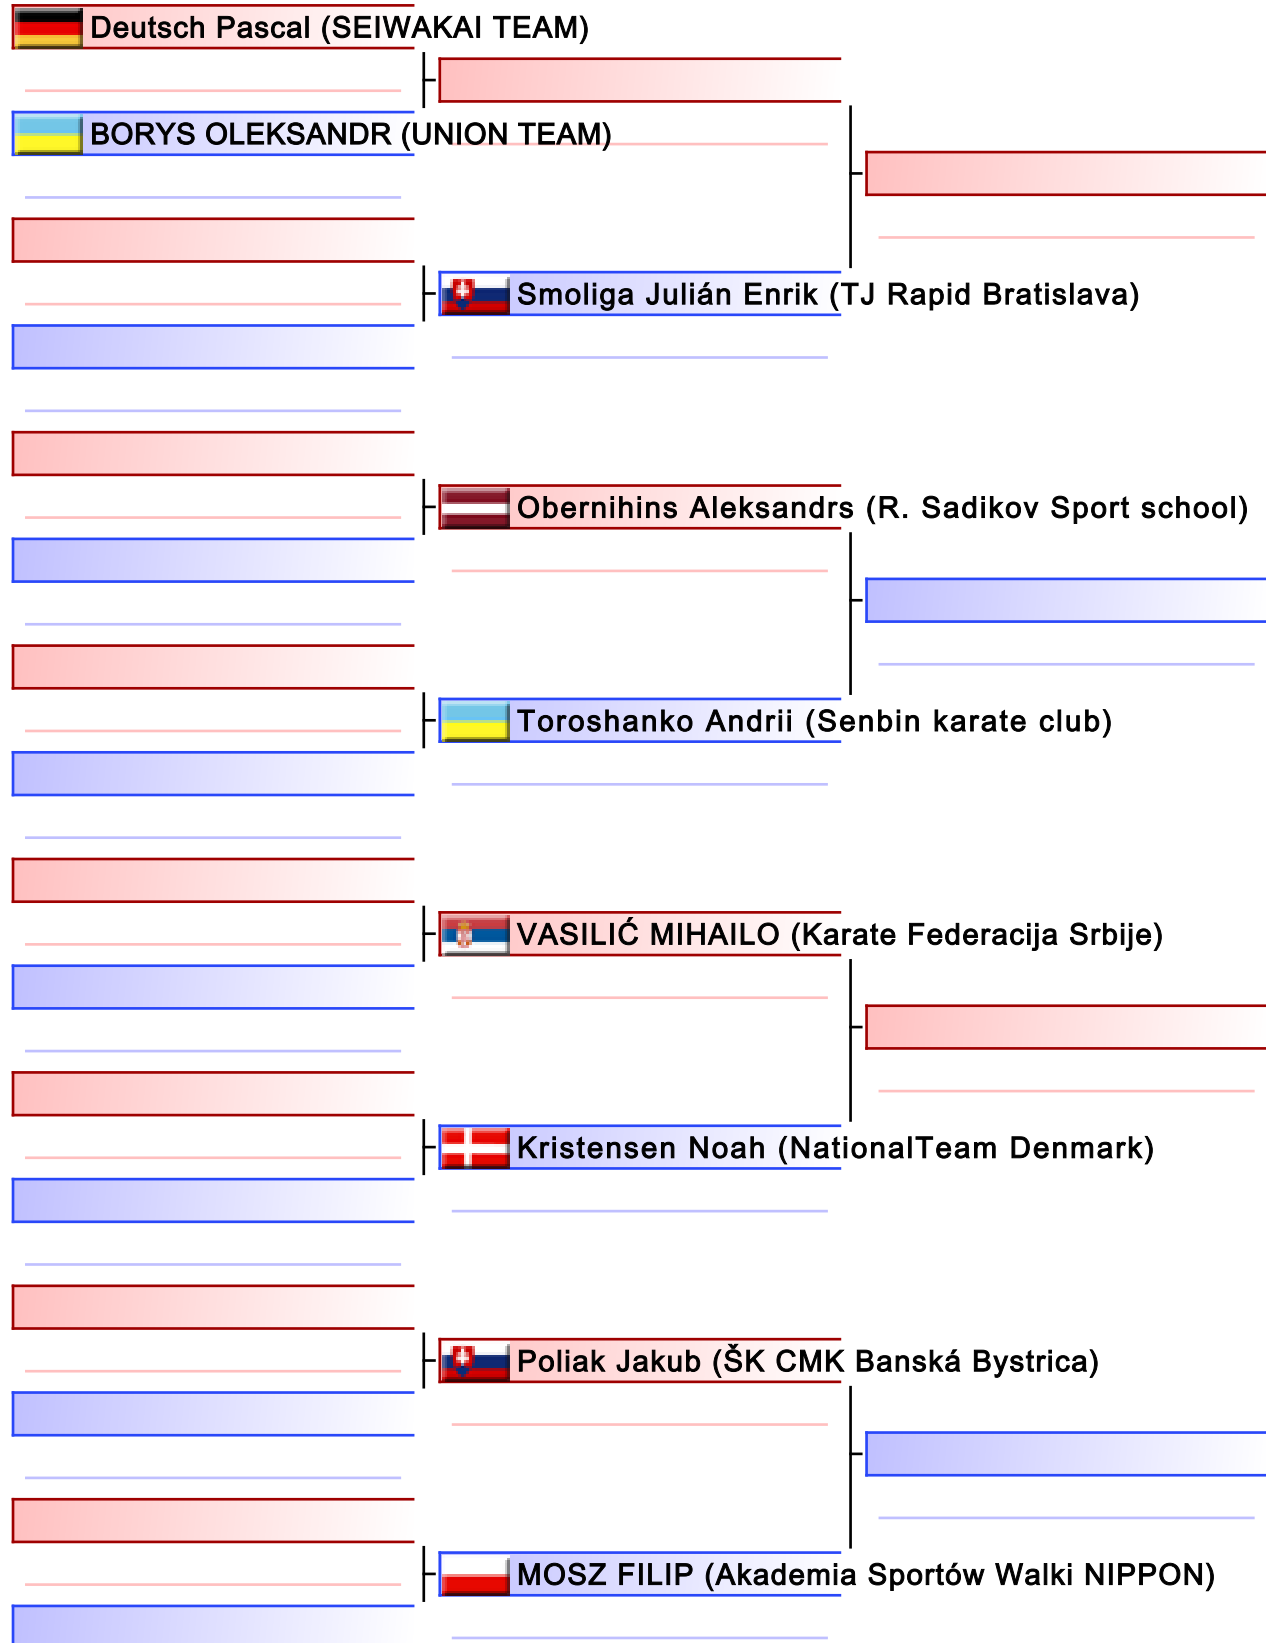 Deutsch Pascal (SEIWAKAI TEAM)
BORYS OLEKSANDR (UNION TEAM)
Smoliga Julián Enrik (TJ Rapid Bratislava)
Obernihins Aleksandrs (R. Sadikov Sport school)
Toroshanko Andrii (Senbin karate club)
VASILIĆ MIHAILO (Karate Federacija Srbije)
Kristensen Noah (NationalTeam Denmark)
Poliak Jakub (ŠK CMK Banská Bystrica)
MOSZ FILIP (Akademia Sportów Walki NIPPON)